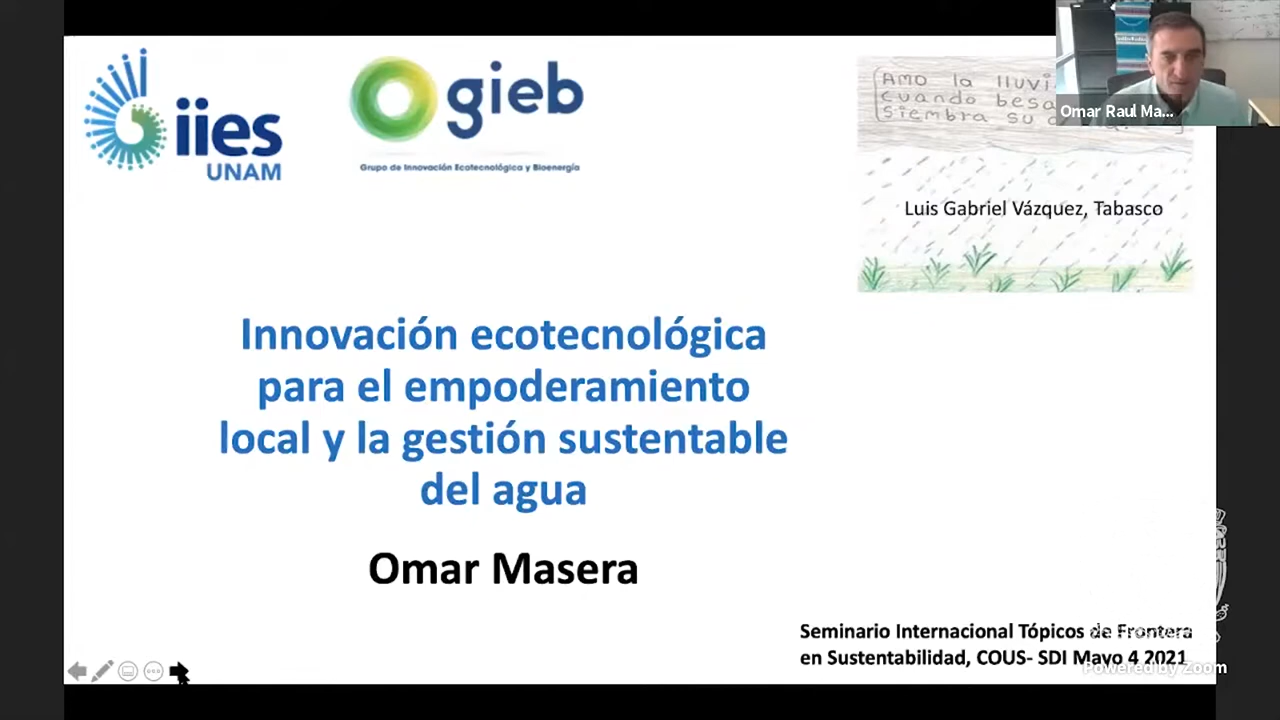 iies
UNAM
gieb
Grupo de Innovación Ecotecnológica y Bioenergía
AMO la lluvi
cuando besa
siembra su
Omar Raul Ma...
Luis Gabriel Vázquez, Tabasco
Innovación ecotecnológica
para el empoderamiento
local y la gestión sustentable
del agua
Omar Masera
Seminario Internacional Tópicos de Frontera
en Sustentabilidad, COUS- SDI Mayo 4 2021
Powered by Zoom